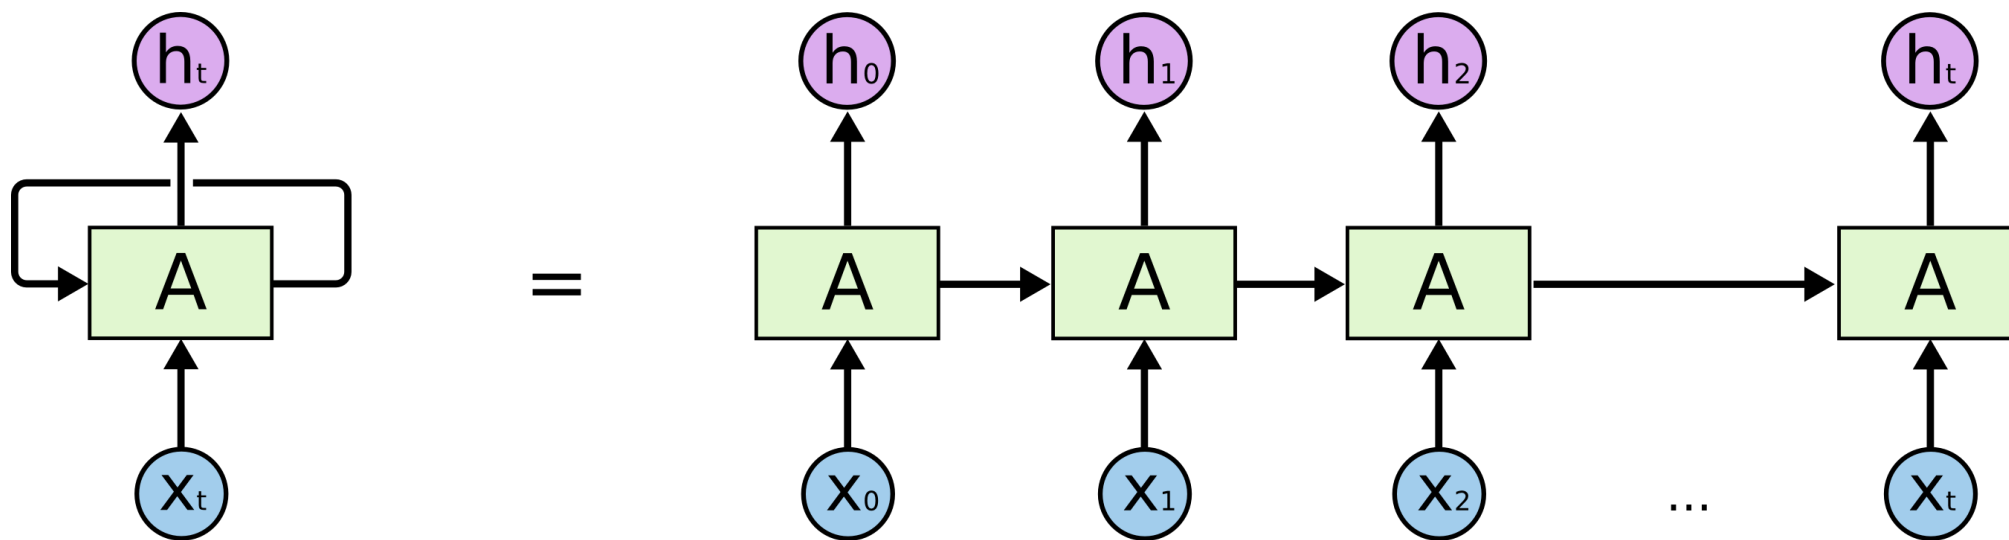 hₜ h₀ h₁ h₂ hₜ
A = A A A A
xₜ x₀ x₁ x₂ ... xₜ